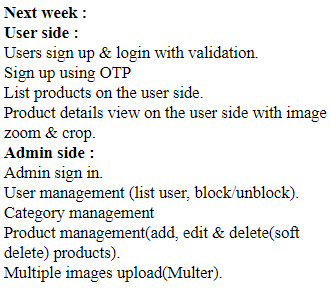 Next week :
User side :
Users sign up & login with validation.
Sign up using OTP
List products on the user side.
Product details view on the user side with image
zoom & crop.
Admin side :
Admin sign in.
User management (list user, block/unblock).
Category management
Product management(add, edit & delete(soft
delete) products).
Multiple images upload(Multer).